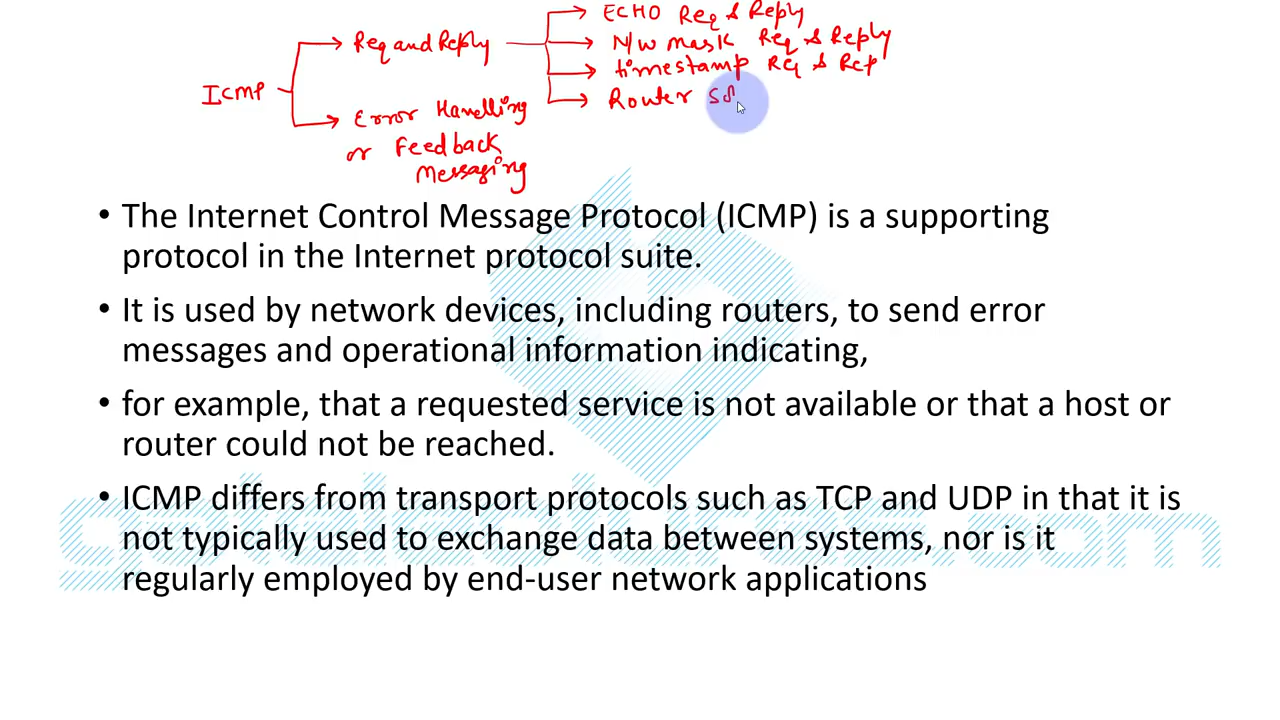 ECHO Req & Reply
Req and Reply
N/w mask Req & Reply
timestamp Req & Rep
ICMP
Router
Error Handling
or Feedback
Messaging
• The Internet Control Message Protocol (ICMP) is a supporting
protocol in the Internet protocol suite.
• It is used by network devices, including routers, to send error
messages and operational information indicating,
• for example, that a requested service is not available or that a host or
router could not be reached.
• ICMP differs from transport protocols such as TCP and UDP in that it is
not typically used to exchange data between systems, nor is it
regularly employed by end-user network applications